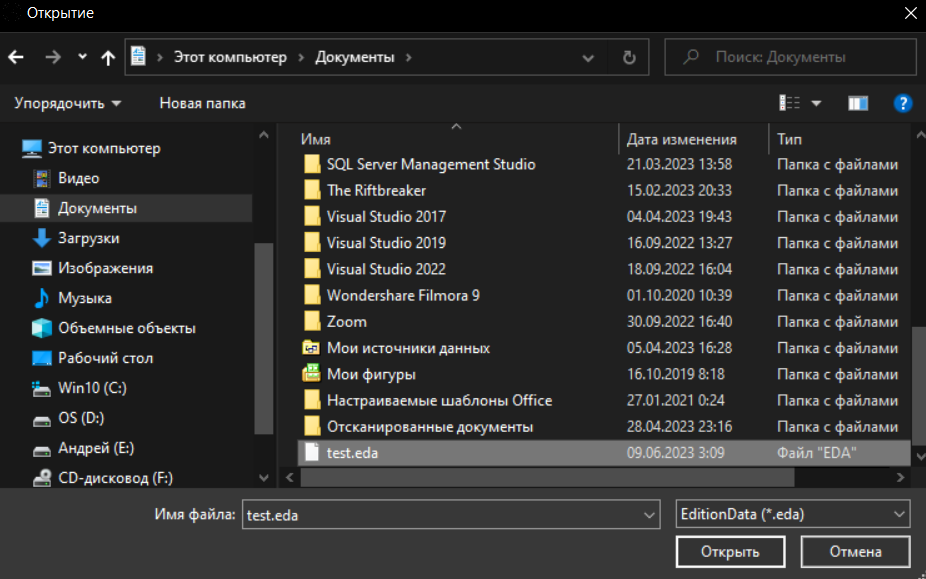 Открытие
Этот компьютер
Документы
Поиск: Документы
Упорядочить
Новая папка
?
Этот компьютер
Видео
Документы
Загрузки
Изображения
Музыка
Объемные объекты
Рабочий стол
Win10 (C:)
OS (D:)
Андрей (E:)
CD-дисковод (F:)
Имя Дата изменения Тип
SQL Server Management Studio 21.03.2023 13:58 Папка с файлами
The Riftbreaker 15.02.2023 20:33 Папка с файлами
Visual Studio 2017 04.04.2023 19:43 Папка с файлами
Visual Studio 2019 16.09.2022 13:27 Папка с файлами
Visual Studio 2022 18.09.2022 16:04 Папка с файлами
Wondershare Filmora 9 01.10.2020 10:39 Папка с файлами
Zoom 30.09.2022 16:40 Папка с файлами
Мои источники данных 05.04.2023 16:28 Папка с файлами
Мои фигуры 16.10.2019 8:18 Папка с файлами
Настраиваемые шаблоны Office 27.01.2021 0:24 Папка с файлами
Отсканированные документы 28.04.2023 23:16 Папка с файлами
test.eda 09.06.2023 3:09 Файл "EDA"
Имя файла: test.eda EditionData (*.eda)
Открыть Отмена